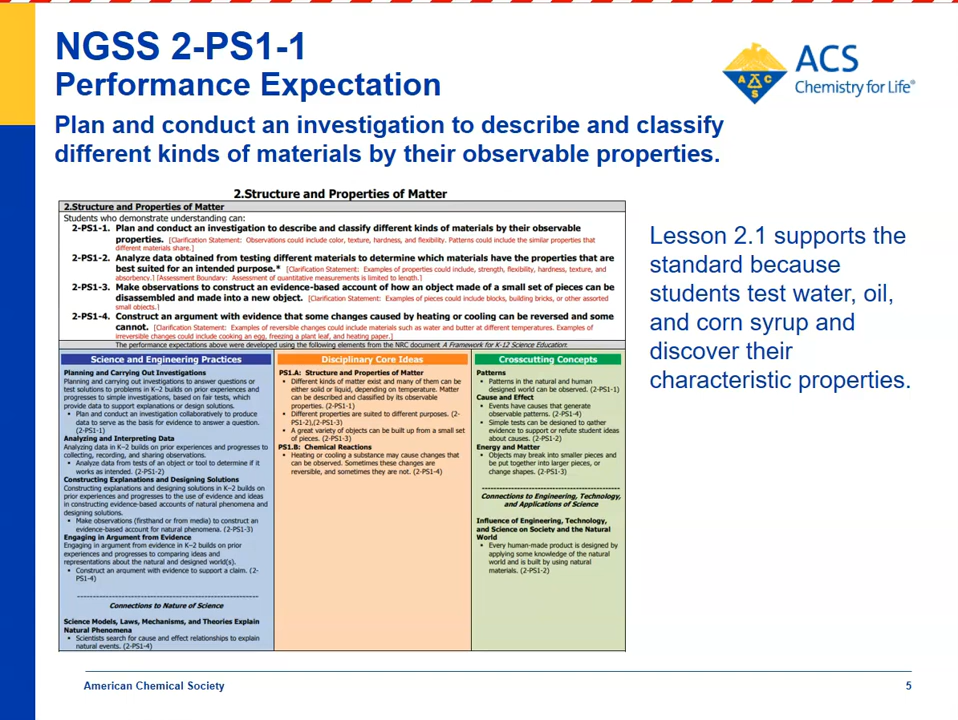 NGSS 2-PS1-1
Performance Expectation
Plan and conduct an investigation to describe and classify
different kinds of materials by their observable properties.
A C S
ACS
Chemistry for Life®
2.Structure and Properties of Matter
2.Structure and Properties of Matter
Students who demonstrate understanding can:
2-PS1-1. Plan and conduct an investigation to describe and classify different kinds of materials by their observable
properties. [Clarification Statement: Observations could include color, texture, hardness, and flexibility. Patterns could include the similar properties that
different materials share.]
2-PS1-2. Analyze data obtained from testing different materials to determine which materials have the properties that are
best suited for an intended purpose.* [Clarification Statement: Examples of properties could include, strength, flexibility, hardness, texture, and
absorbency.] [Assessment Boundary: Assessment of quantitative measurements is limited to length.]
2-PS1-3. Make observations to construct an evidence-based account of how an object made of a small set of pieces can be
disassembled and made into a new object. [Clarification Statement: Examples of pieces could include blocks, building bricks, or other assorted
small objects.]
2-PS1-4. Construct an argument with evidence that some changes caused by heating or cooling can be reversed and some
cannot. [Clarification Statement: Examples of reversible changes could include materials such as water and butter at different temperatures. Examples of
irreversible changes could include cooking an egg, freezing a plant leaf, and heating paper.]
The performance expectations above were developed using the following elements from the NRC document A Framework for K-12 Science Education:
Science and Engineering Practices
Planning and Carrying Out Investigations
Planning and carrying out investigations to answer questions or
test solutions to problems in K–2 builds on prior experiences and
progresses to simple investigations, based on fair tests, which
provide data to support explanations or design solutions.
• Plan and conduct an investigation collaboratively to produce
data to serve as the basis for evidence to answer a question.
(2-PS1-1)
Analyzing and Interpreting Data
Analyzing data in K–2 builds on prior experiences and progresses to
collecting, recording, and sharing observations.
• Analyze data from tests of an object or tool to determine if it
works as intended. (2-PS1-2)
Constructing Explanations and Designing Solutions
Constructing explanations and designing solutions in K–2 builds on
prior experiences and progresses to the use of evidence and ideas
in constructing evidence-based accounts of natural phenomena and
designing solutions.
• Make observations (firsthand or from media) to construct an
evidence-based account for natural phenomena. (2-PS1-3)
Engaging in Argument from Evidence
Engaging in argument from evidence in K–2 builds on prior
experiences and progresses to comparing ideas and
representations about the natural and designed world(s).
• Construct an argument with evidence to support a claim. (2-
PS1-4)
Connections to Nature of Science
Science Models, Laws, Mechanisms, and Theories Explain
Natural Phenomena
• Scientists search for cause and effect relationships to explain
natural events. (2-PS1-4)
Disciplinary Core Ideas
PS1.A: Structure and Properties of Matter
• Different kinds of matter exist and many of them can be
either solid or liquid, depending on temperature. Matter
can be described and classified by its observable
properties. (2-PS1-1)
• Different properties are suited to different purposes. (2-
PS1-2),(2-PS1-3)
• A great variety of objects can be built up from a small set
of pieces. (2-PS1-3)
PS1.B: Chemical Reactions
• Heating or cooling a substance may cause changes that
can be observed. Sometimes these changes are
reversible, and sometimes they are not. (2-PS1-4)
Crosscutting Concepts
Patterns
• Patterns in the natural and human
designed world can be observed. (2-PS1-1)
Cause and Effect
• Events have causes that generate
observable patterns. (2-PS1-4)
• Simple tests can be designed to gather
evidence to support or refute student ideas
about causes. (2-PS1-2)
Energy and Matter
• Objects may break into smaller pieces and
be put together into larger pieces, or
change shapes. (2-PS1-3)
Connections to Engineering, Technology,
and Applications of Science
Influence of Engineering, Technology,
and Science on Society and the Natural
World
• Every human-made product is designed by
applying some knowledge of the natural
world and is built by using natural
materials. (2-PS1-2)
Lesson 2.1 supports the
standard because
students test water, oil,
and corn syrup and
discover their
characteristic properties.
American Chemical Society
5